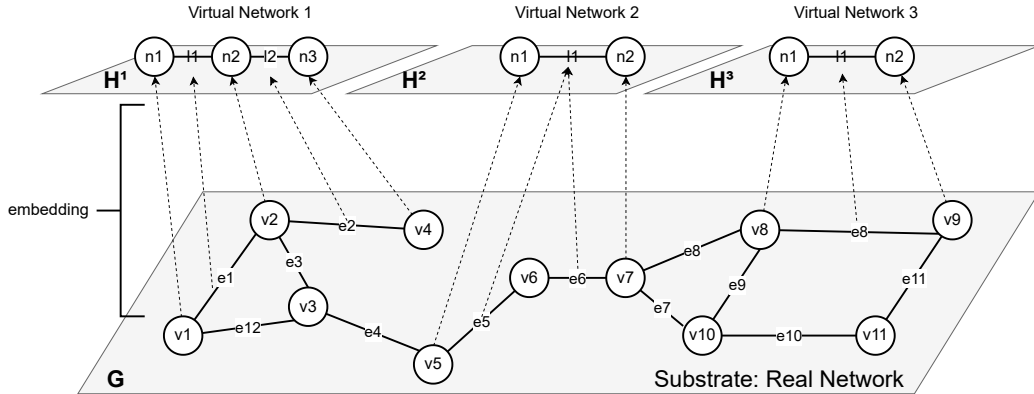 Virtual Network 1
Virtual Network 2
Virtual Network 3
n1 l1 n2 l2 n3
n1 l1 n2
n1 l1 n2
H¹
H²
H³
embedding
v2
e2
v4
v8
e8
v9
e1
e3
e8
v6
e6
v7
e9
e11
v3
e7
v1
e12
e4
e5
v10
e10
v11
v5
G
Substrate: Real Network